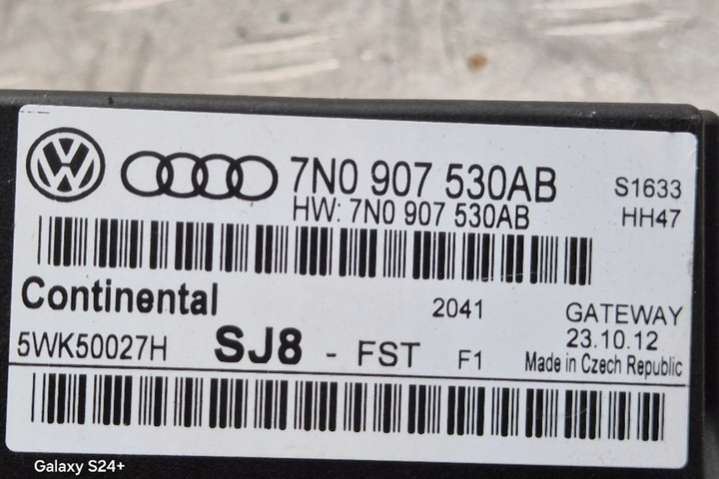 7N0 907 530AB S1633
HW: 7N0 907 530AB HH47
Continental 2041 GATEWAY
5WK50027H SJ8 - FST F1 23.10.12
Made in Czech Republic
Galaxy S24+